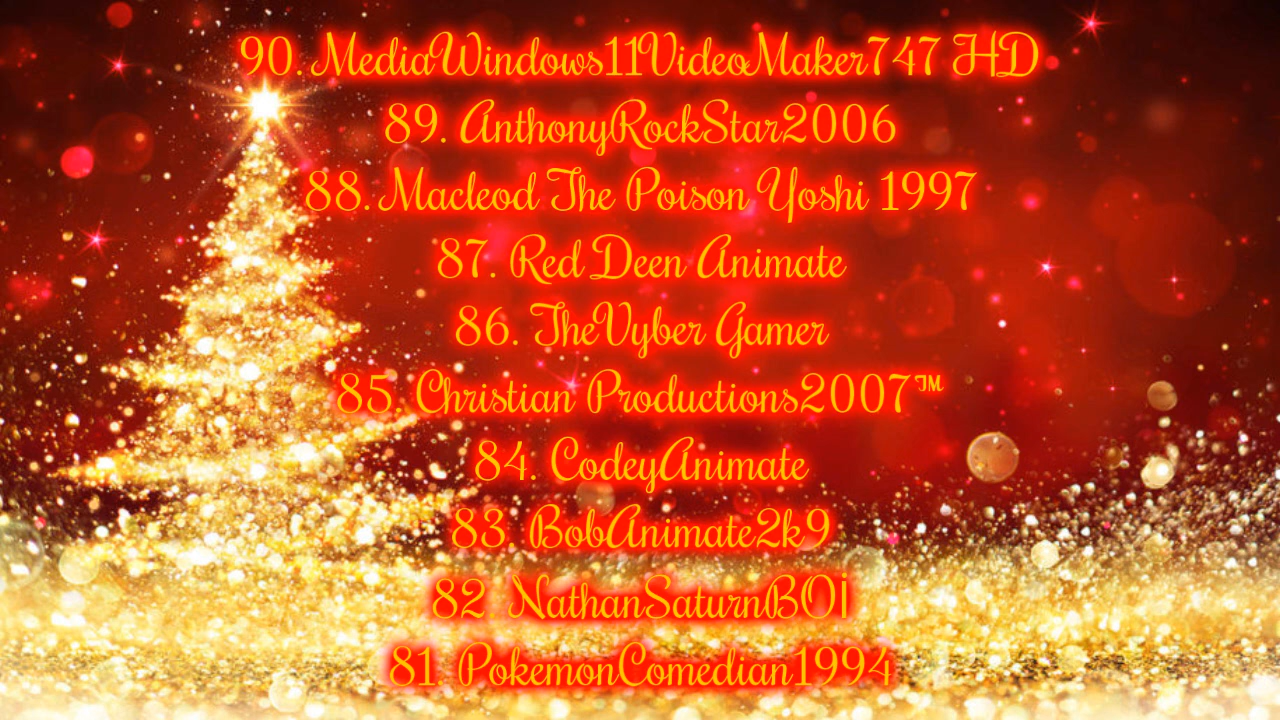 90. MediaWindows11VideoMaker747 HD
89. AnthonyRockStar2006
88. Macleod The Poison Yoshi 1997
87. Red Deen Animate
86. TheVyber Gamer
85. Christian Productions2007™
84. CodeyAnimate
83. BobAnimate2k9
82. NathanSaturnBOİ
81. PokemonComedian1994